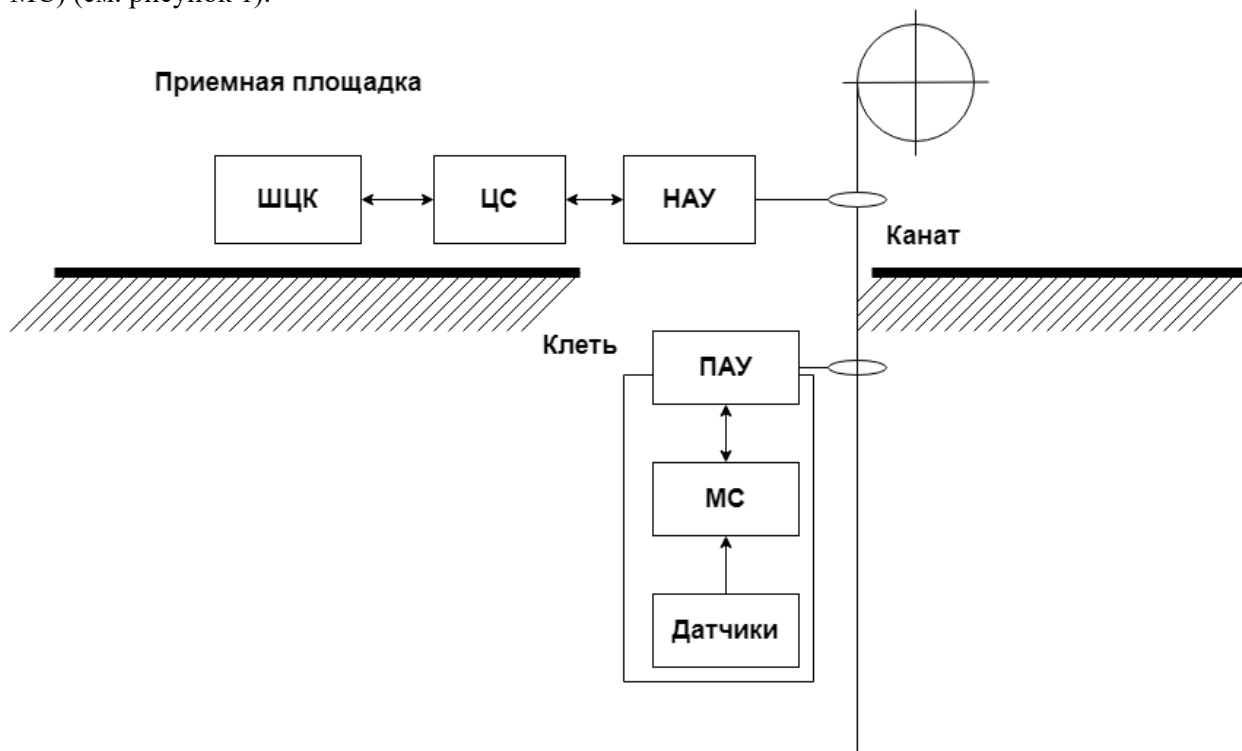 МС) (см. рисунок 1).
Приемная площадка
ШЦК
ЦС
НАУ
Канат
Клеть
ПАУ
МС
Датчики